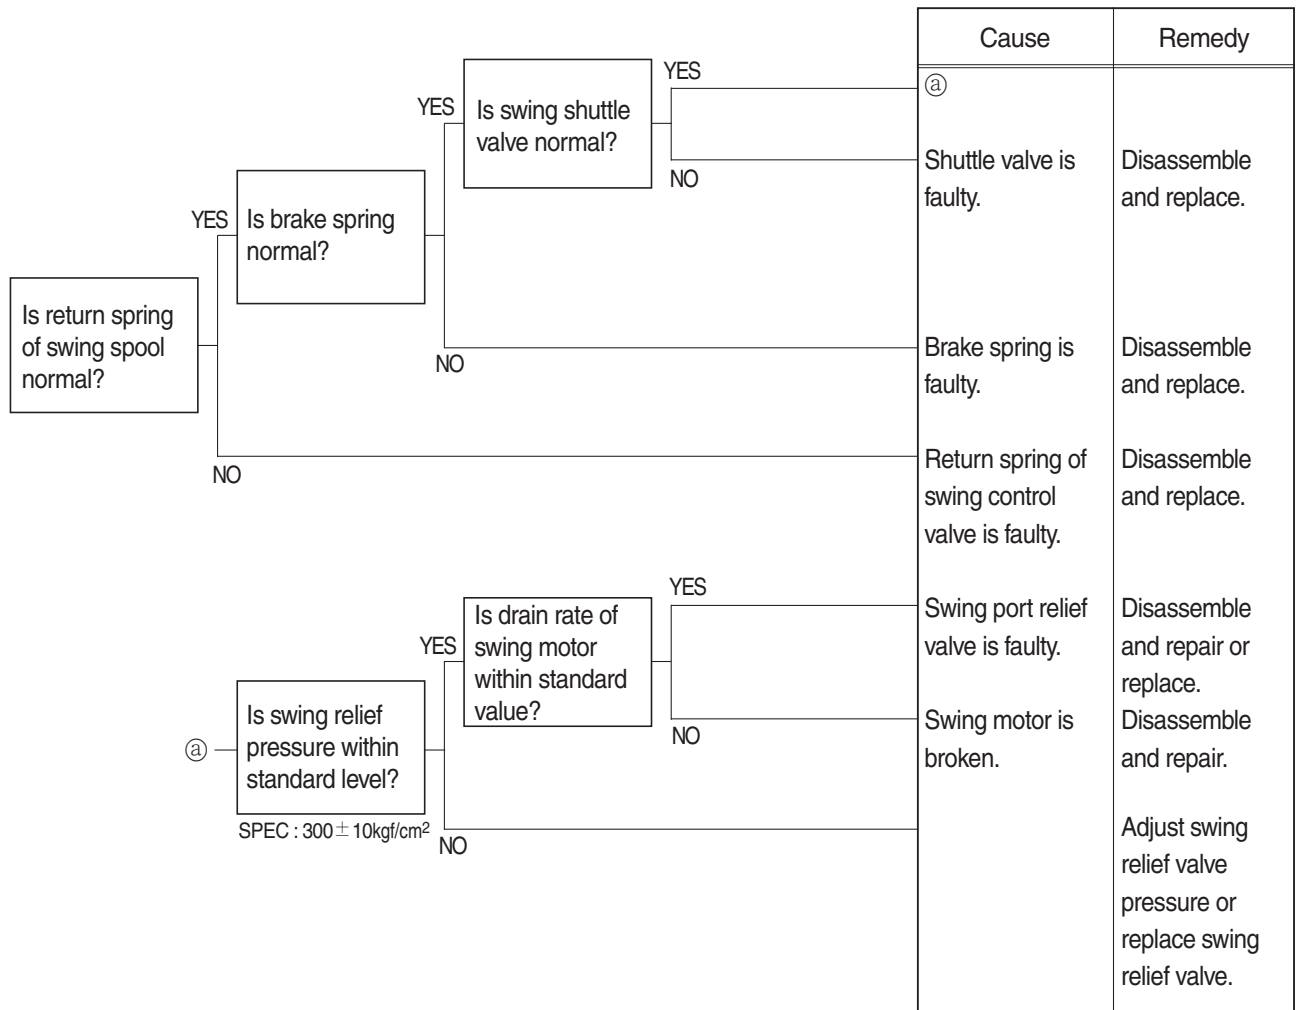 Cause
Remedy
YES
ⓐ
YES
Is swing shuttle
valve normal?
NO
Shuttle valve is
faulty.
Disassemble
and replace.
YES
Is brake spring
normal?
Is return spring
of swing spool
normal?
NO
Brake spring is
faulty.
Disassemble
and replace.
NO
Return spring of
swing control
valve is faulty.
Disassemble
and replace.
YES
Is drain rate of
swing motor
within standard
value?
YES
Swing port relief
valve is faulty.
Disassemble
and repair or
replace.
ⓐ
Is swing relief
pressure within
standard level?
SPEC : 300±10kgf/cm²
NO
Swing motor is
broken.
Disassemble
and repair.
NO
Adjust swing
relief valve
pressure or
replace swing
relief valve.